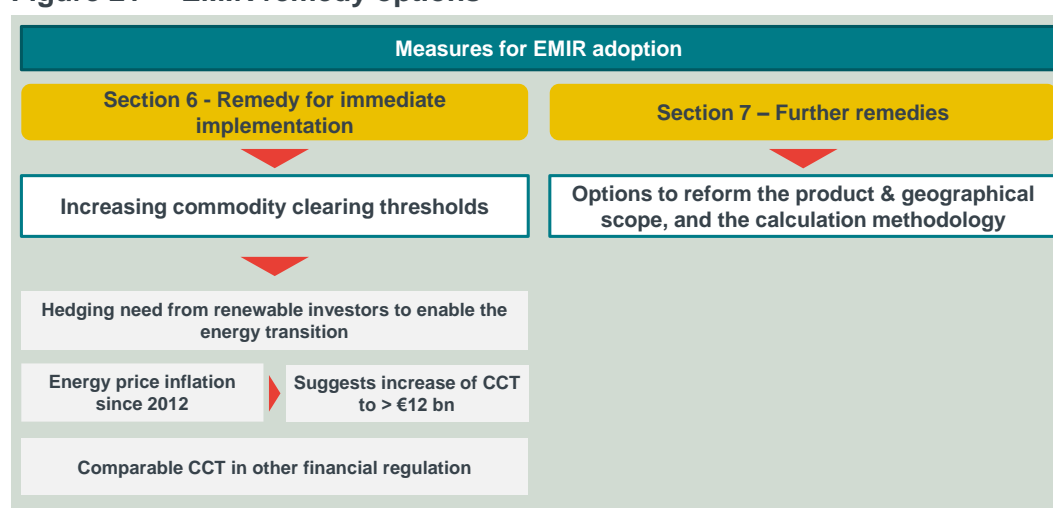 Figure 21 EMIR remedy options
Measures for EMIR adoption
Section 6 - Remedy for immediate
implementation
Section 7 – Further remedies
Increasing commodity clearing thresholds
Options to reform the product & geographical
scope, and the calculation methodology
Hedging need from renewable investors to enable the
energy transition
Energy price inflation
since 2012
Suggests increase of CCT
to > €12 bn
Comparable CCT in other financial regulation